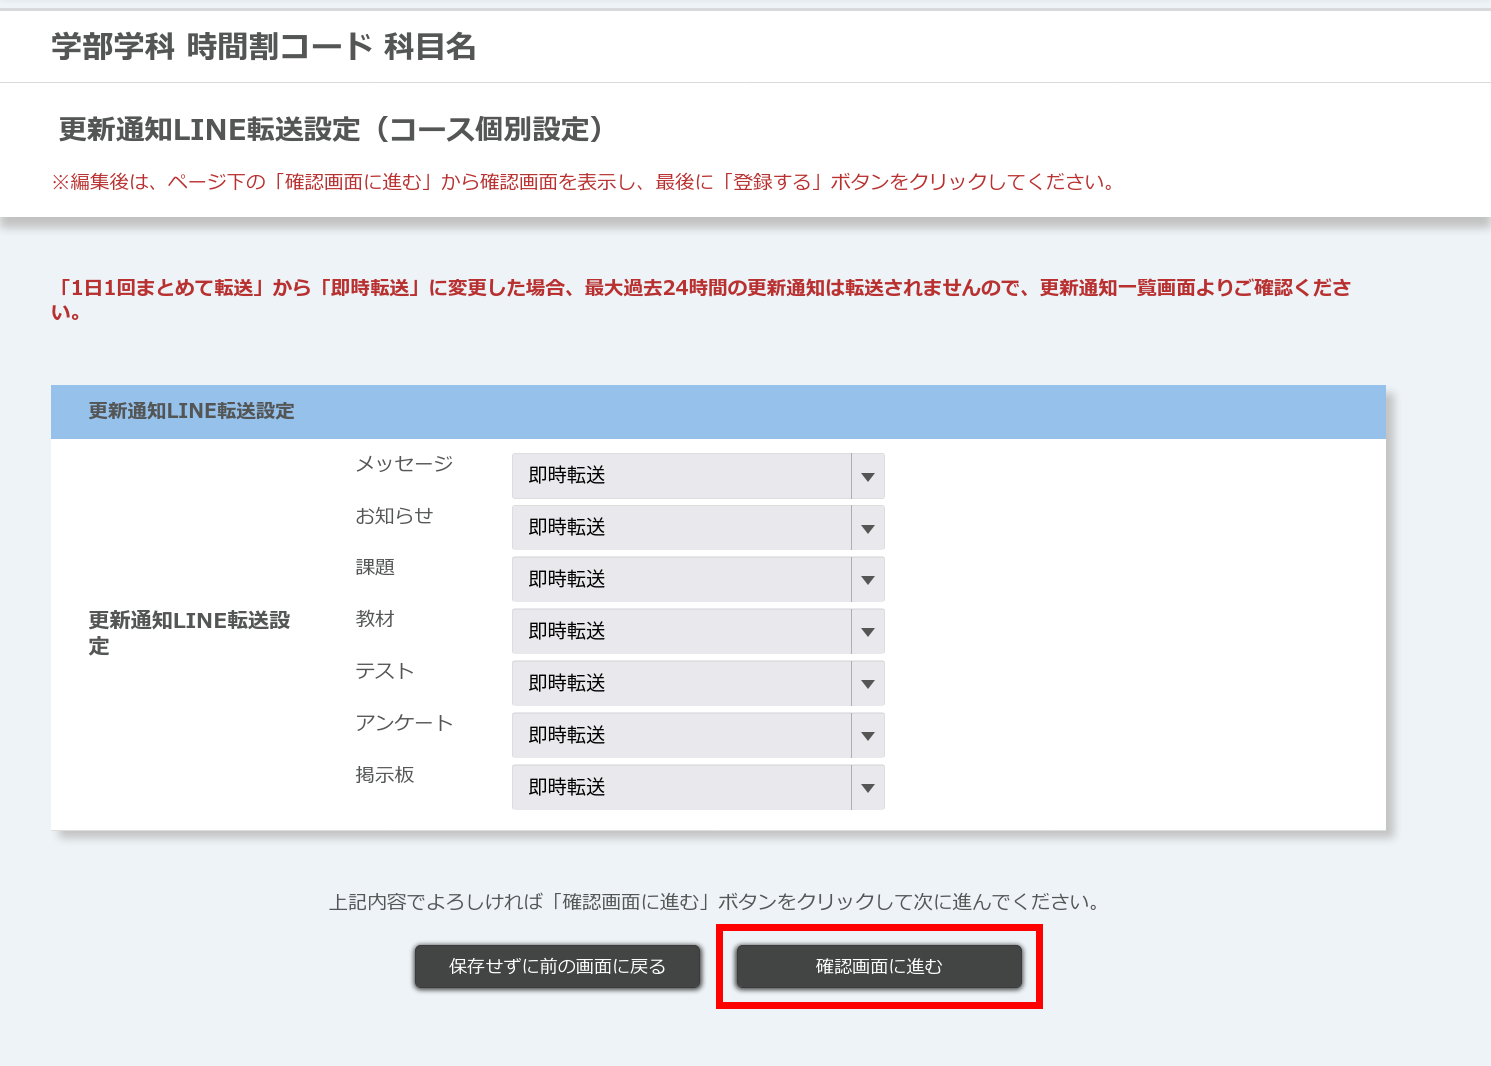 学部学科 時間割コード 科目名
更新通知LINE転送設定（コース個別設定）
※編集後は、ページ下の「確認画面に進む」から確認画面を表示し、最後に「登録する」ボタンをクリックしてください。
「1日1回まとめて転送」から「即時転送」に変更した場合、最大過去24時間の更新通知は転送されませんので、更新通知一覧画面よりご確認くださ
い。
更新通知LINE転送設定
更新通知LINE転送設
定
メッセージ 即時転送
お知らせ 即時転送
課題 即時転送
教材 即時転送
テスト 即時転送
アンケート 即時転送
掲示板 即時転送
上記内容でよろしければ「確認画面に進む」ボタンをクリックして次に進んでください。
保存せずに前の画面に戻る 確認画面に進む